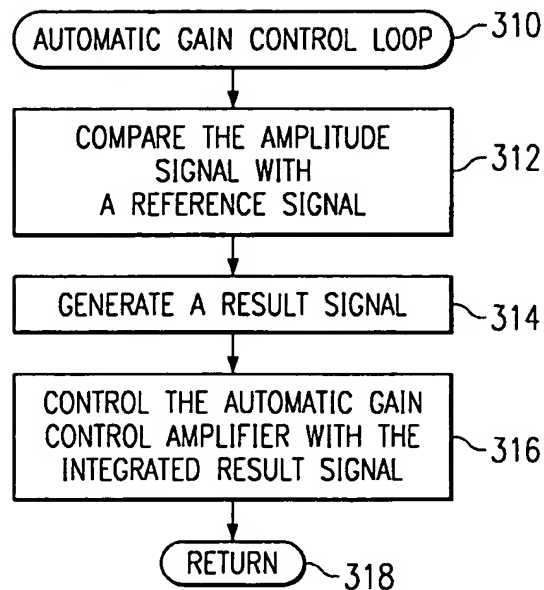 AUTOMATIC GAIN CONTROL LOOP
310
COMPARE THE AMPLITUDE
SIGNAL WITH
A REFERENCE SIGNAL
312
GENERATE A RESULT SIGNAL
314
CONTROL THE AUTOMATIC GAIN
CONTROL AMPLIFIER WITH THE
INTEGRATED RESULT SIGNAL
316
RETURN
318